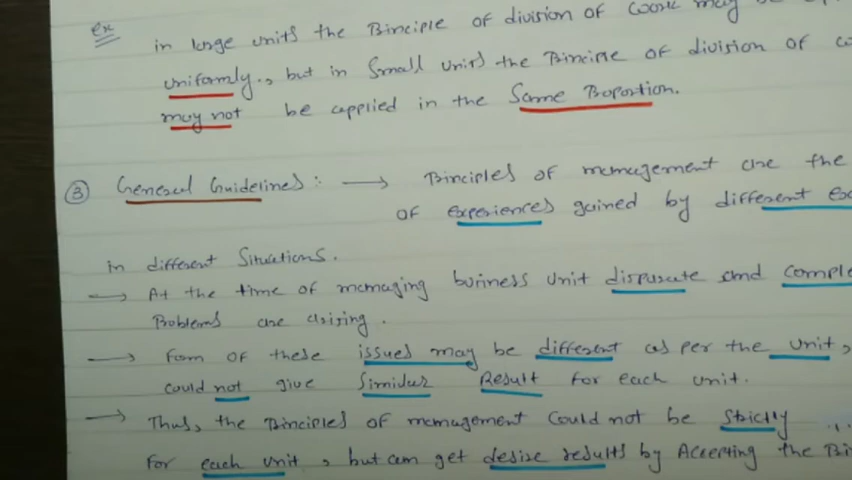 ex
in large units the Principle of division of work may be
uniformly., but in small units the Principle of division of
may not be applied in the same Proportion.
③ General Guidelines: → Principles of management are the
of experiences gained by different
in different situations.
→ At the time of managing business unit disparate and
Problems are arising.
→ Form of these issues may be different as per the unit,
could not give similar Result for each unit.
→ Thus, the Principles of management could not be strictly
for each unit, but can get desire results by Accepting the